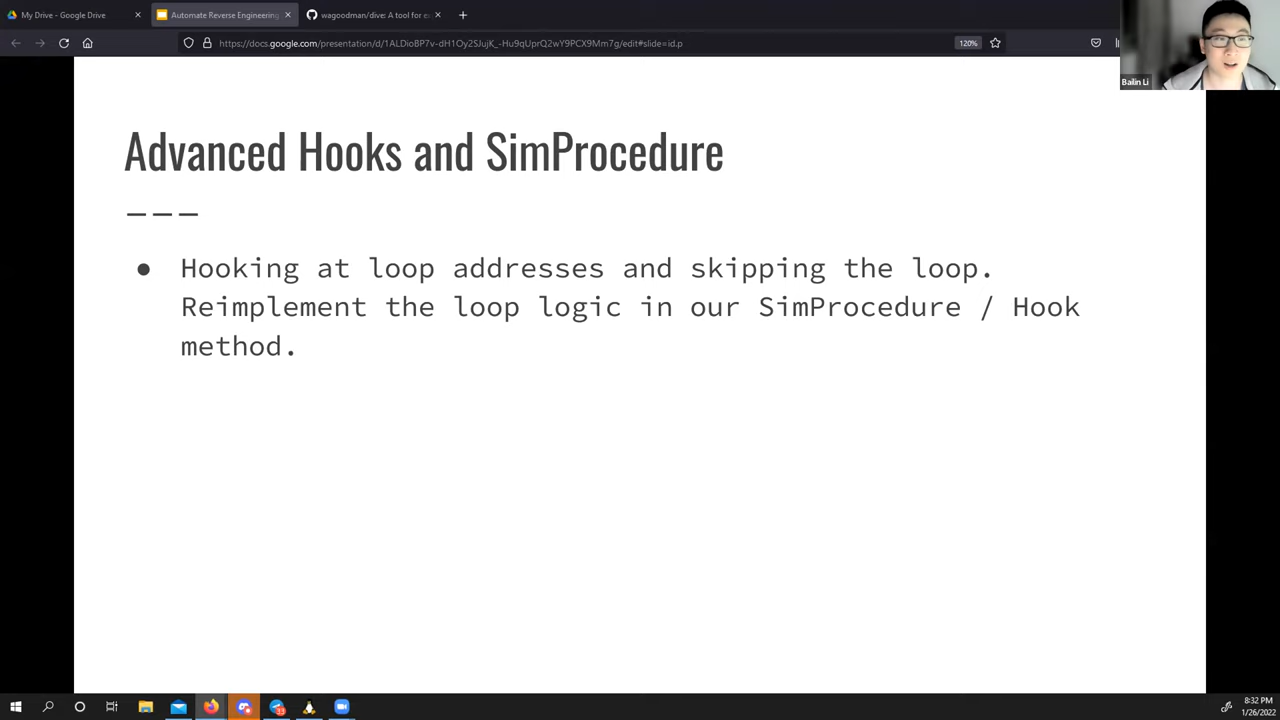 My Drive - Google Drive
Automate Reverse Engineering
wagoodman/dive: A tool for e
https://docs.google.com/presentation/d/1ALDioBP7v-dH1Oy2SJujK_-Hu9qUprQ2wY9PCX9Mm7g/edit#slide=id.p
120%
Bailin Li
Advanced Hooks and SimProcedure
———
● Hooking at loop addresses and skipping the loop.
Reimplement the loop logic in our SimProcedure / Hook
method.
8:32 PM
1/26/2022